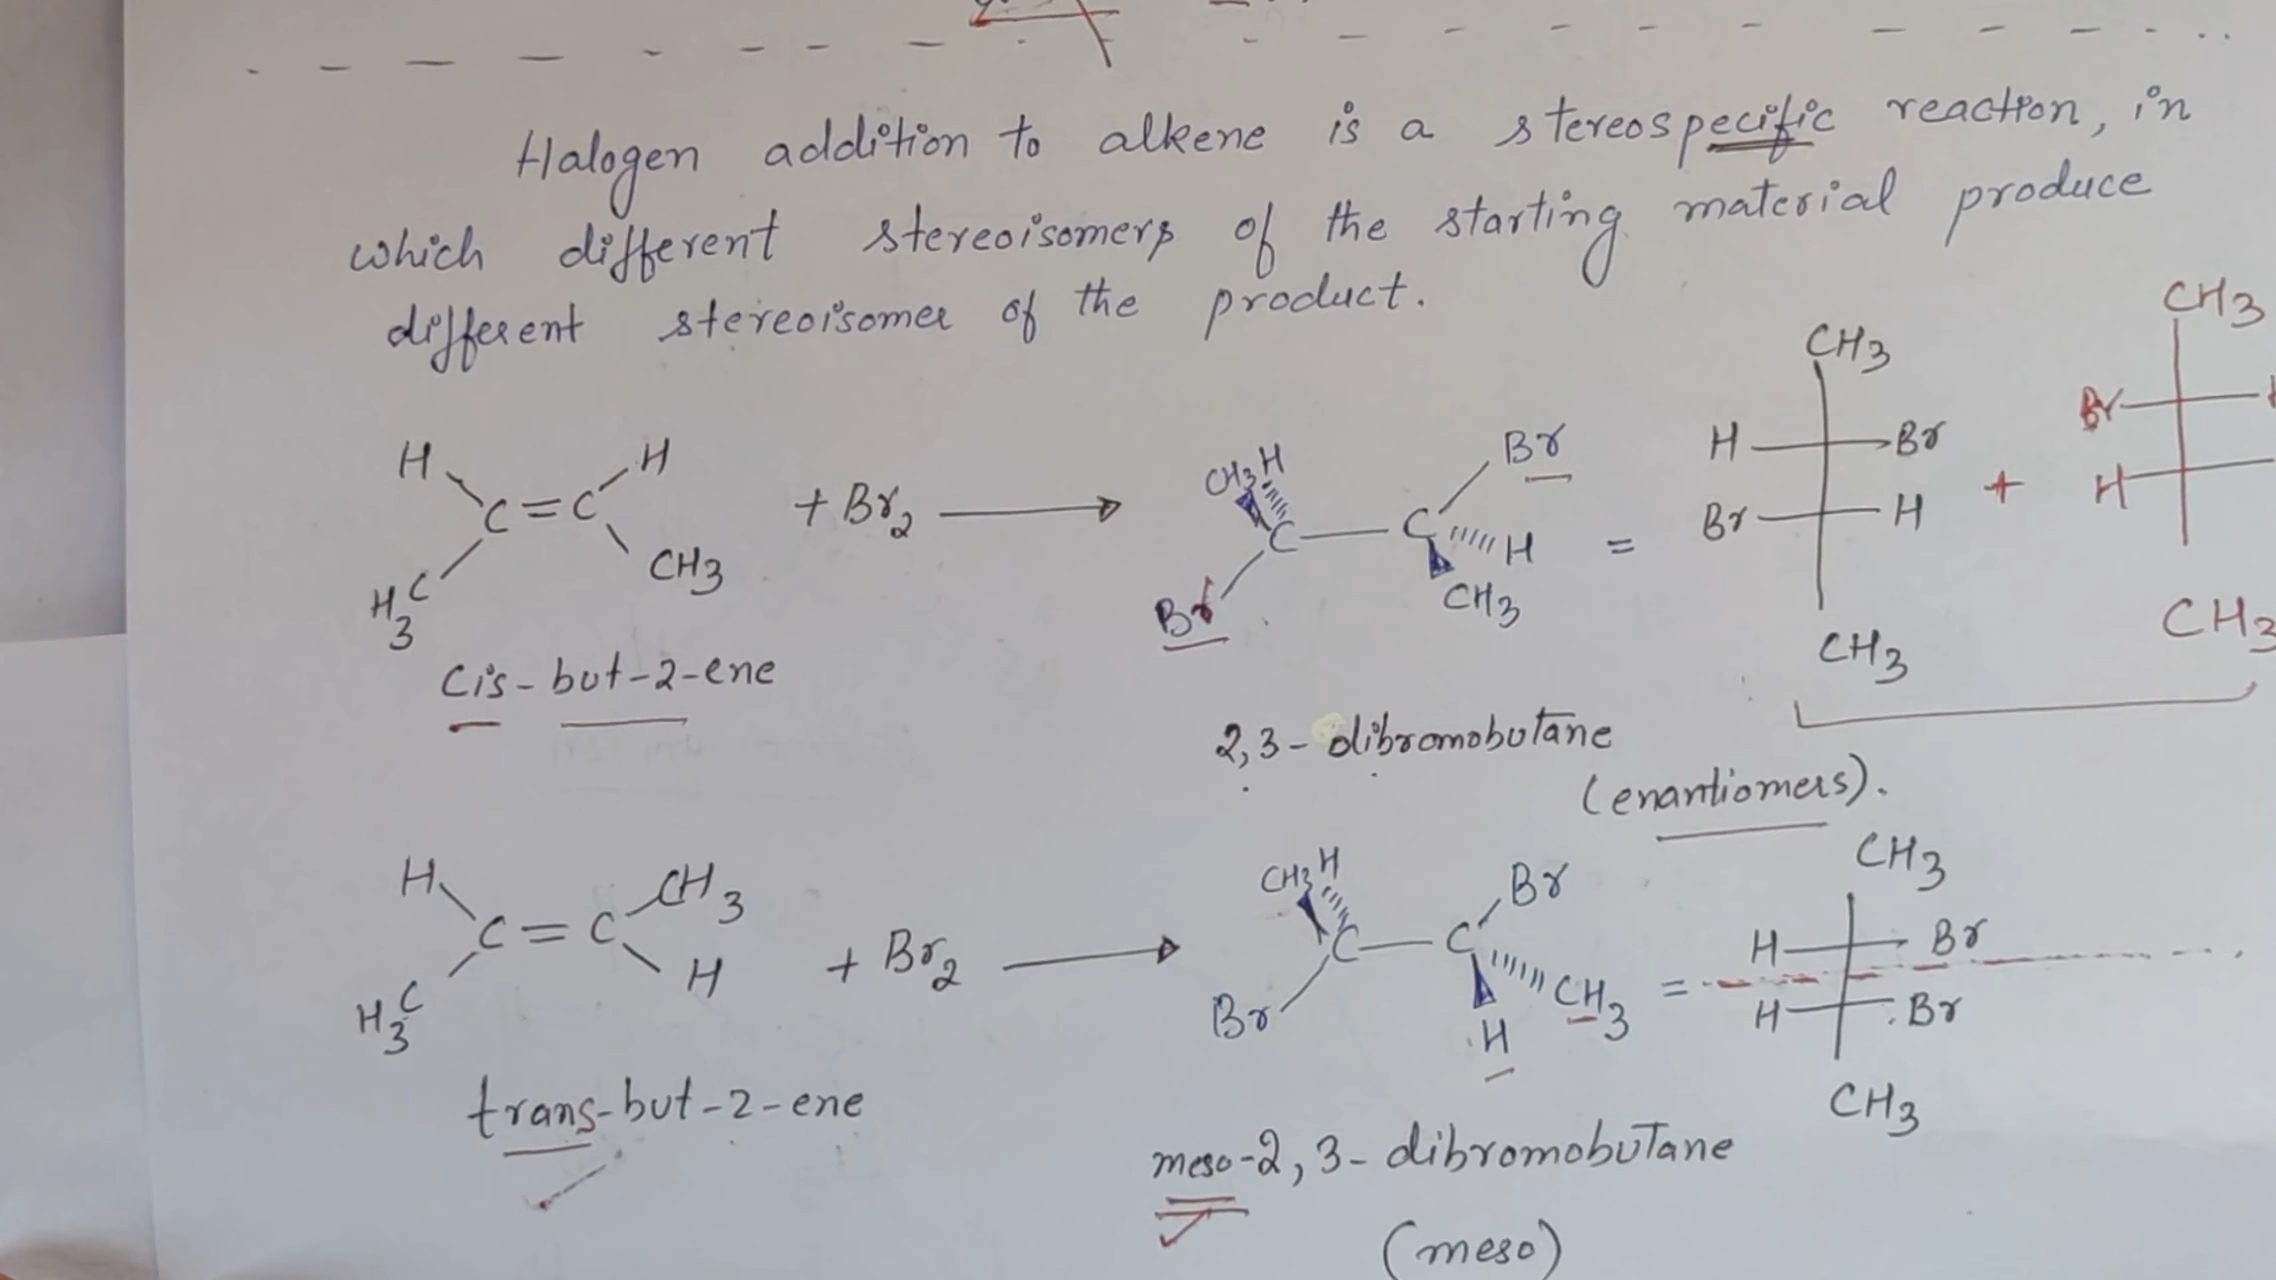 Halogen addition to alkene is a stereospecific reaction, in
which different stereoisomers of the starting material produce
different stereoisomer of the product.
H H CH3 H Br CH3 CH3
C=C + Br2 → C C H = H Br + Br
H3C CH3 Br CH3 Br H H
CH3 CH3
cis-but-2-ene
2,3-dibromobutane
(enantiomers).
H CH3 CH3 H Br CH3
C=C + Br2 → C C CH3 = H Br
H3C H Br H H Br
CH3
trans-but-2-ene
meso-2,3-dibromobutane
(meso)